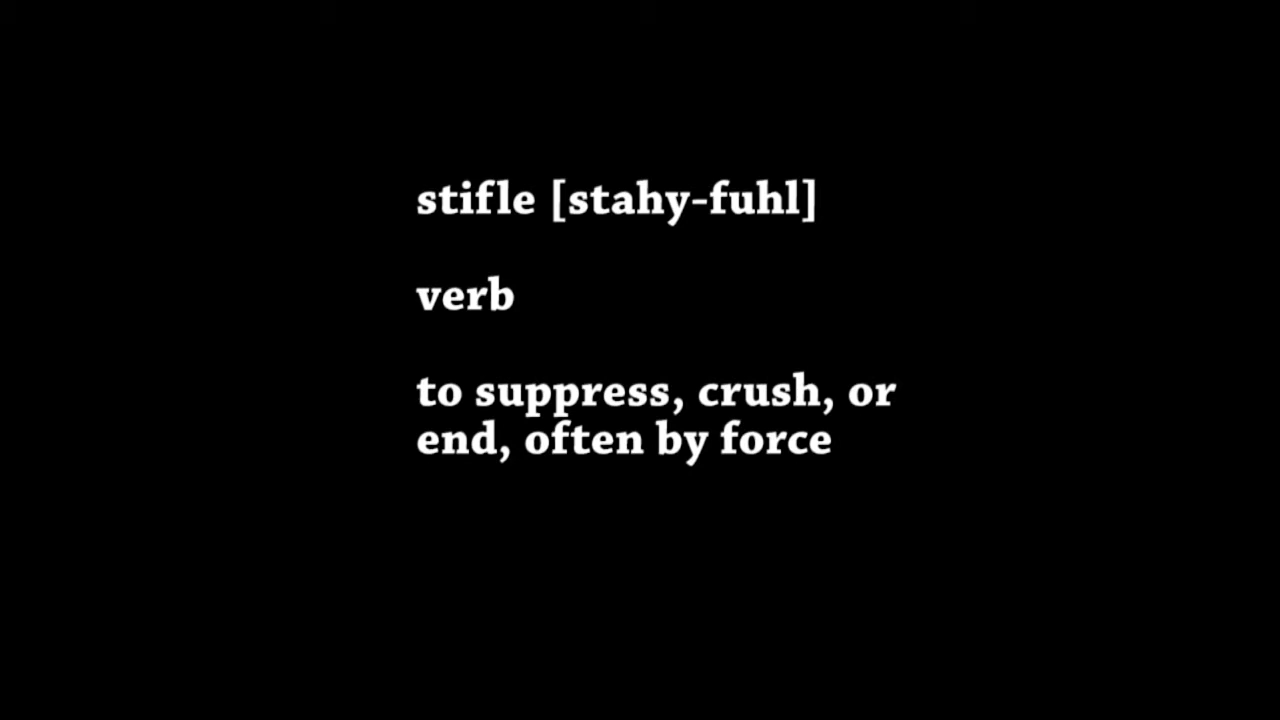 stifle [stahy-fuhl]
verb
to suppress, crush, or
end, often by force